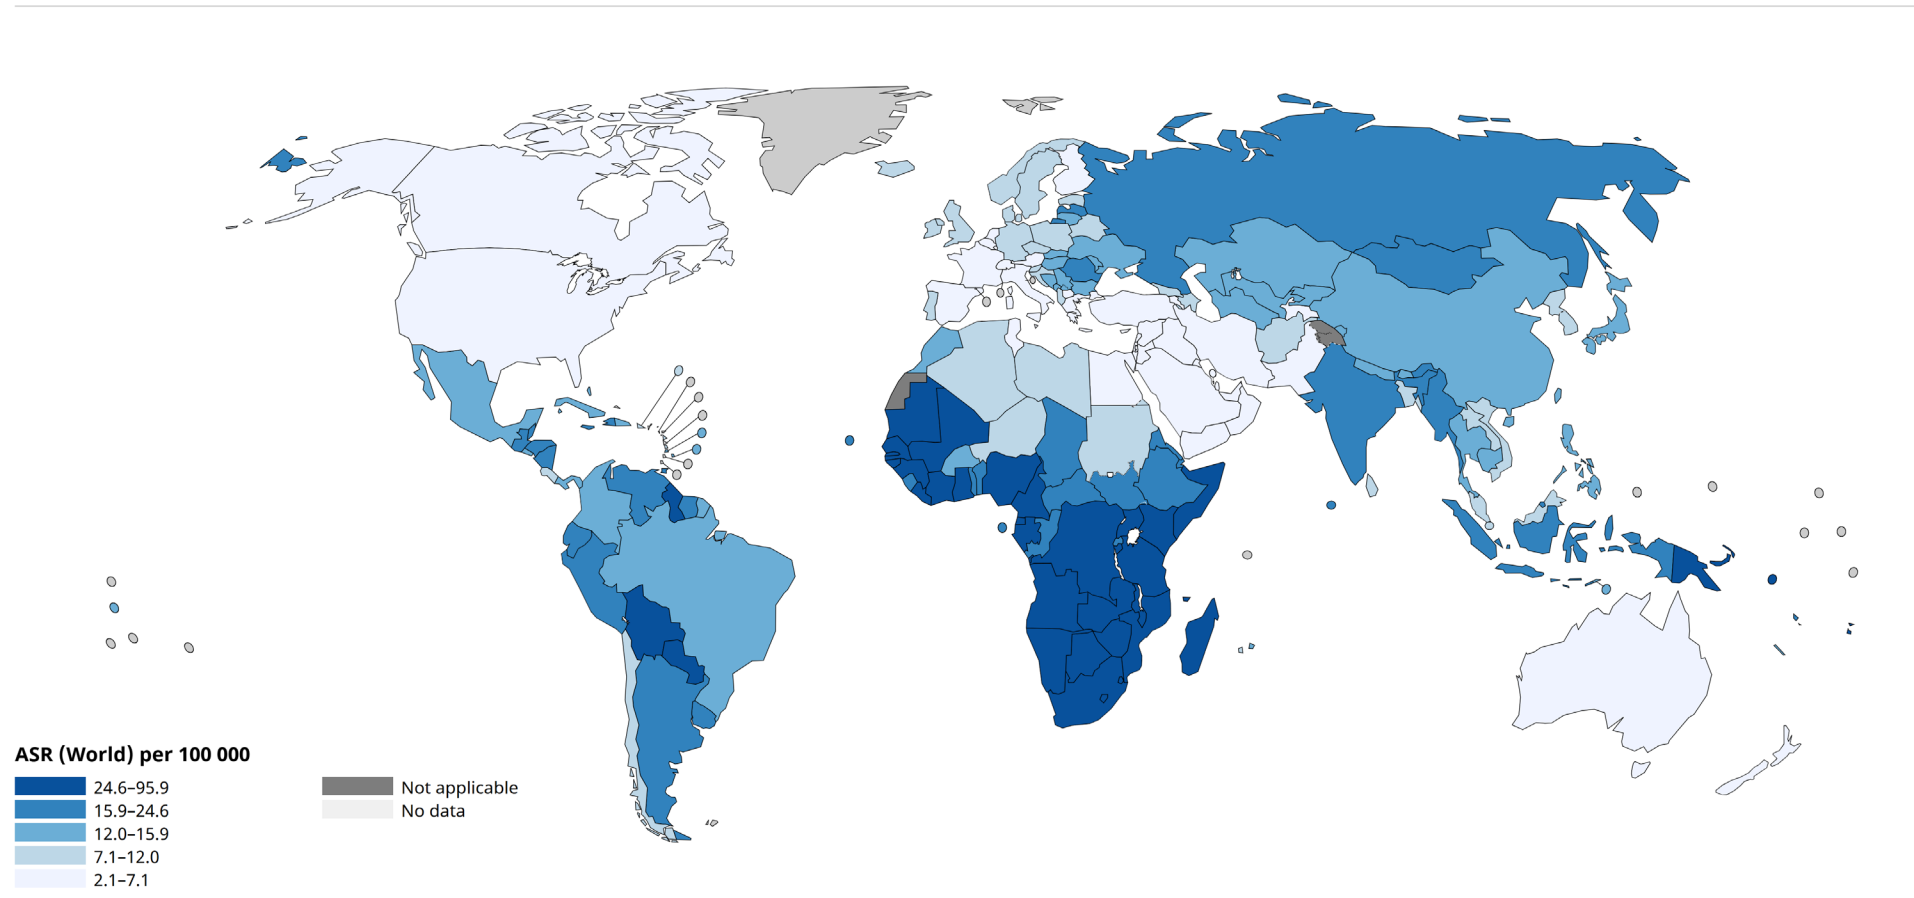 ASR (World) per 100 000
24.6–95.9
15.9–24.6
12.0–15.9
7.1–12.0
2.1–7.1
Not applicable
No data